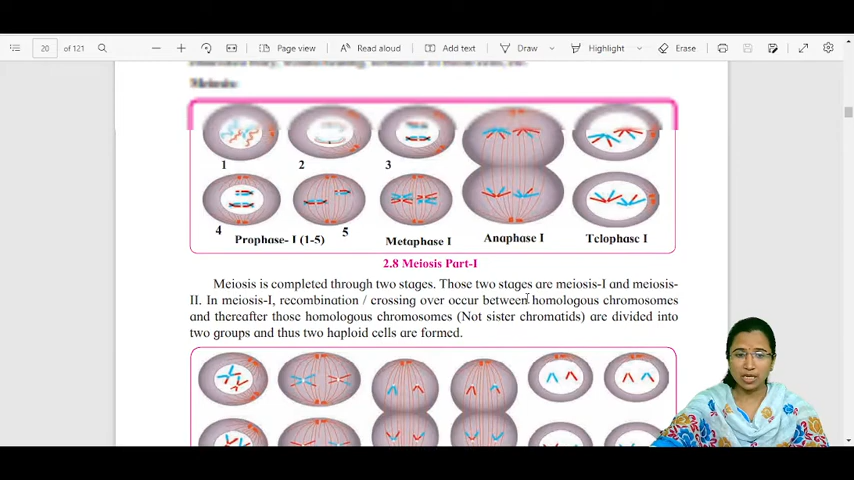 20 of 121 Page view Read aloud Add text Draw Highlight Erase
Meiosis
1 2 3
4 Prophase- I (1-5) 5 Metaphase I Anaphase I Telophase I
2.8 Meiosis Part-I
Meiosis is completed through two stages. Those two stages are meiosis-I and meiosis-
II. In meiosis-I, recombination / crossing over occur between homologous chromosomes
and thereafter those homologous chromosomes (Not sister chromatids) are divided into
two groups and thus two haploid cells are formed.